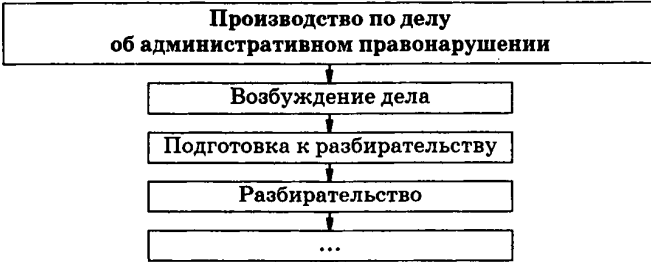 Производство по делу
об административном правонарушении
Возбуждение дела
Подготовка к разбирательству
Разбирательство
...